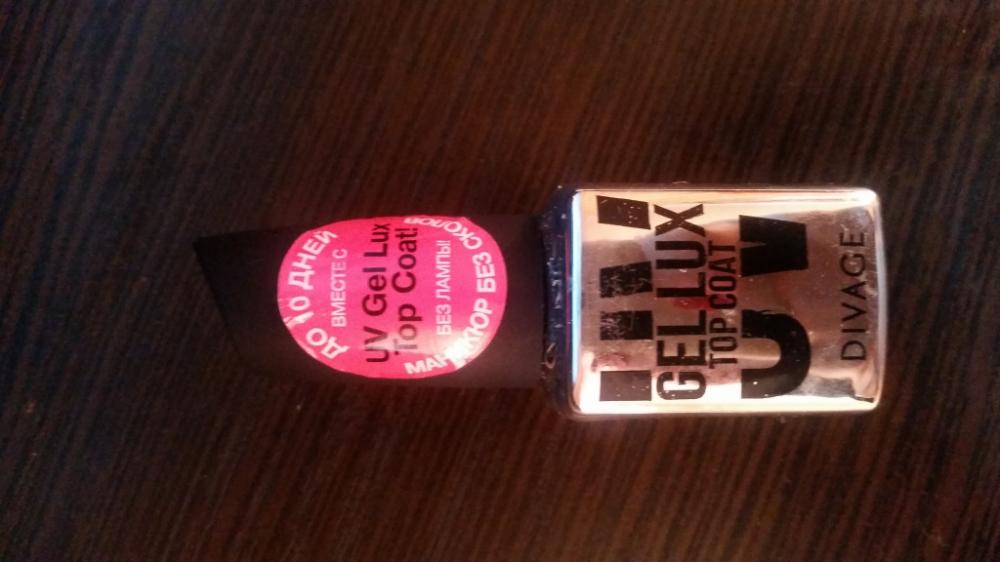 ДО 10 ДНЕЙ
ВМЕСТЕ С
UV Gel Lux
Top Coat!
БЕЗ ЛАМПЫ!
МАНИКЮР БЕЗ СКОЛОВ
GEL LUX
TOP COAT
DIVAGE